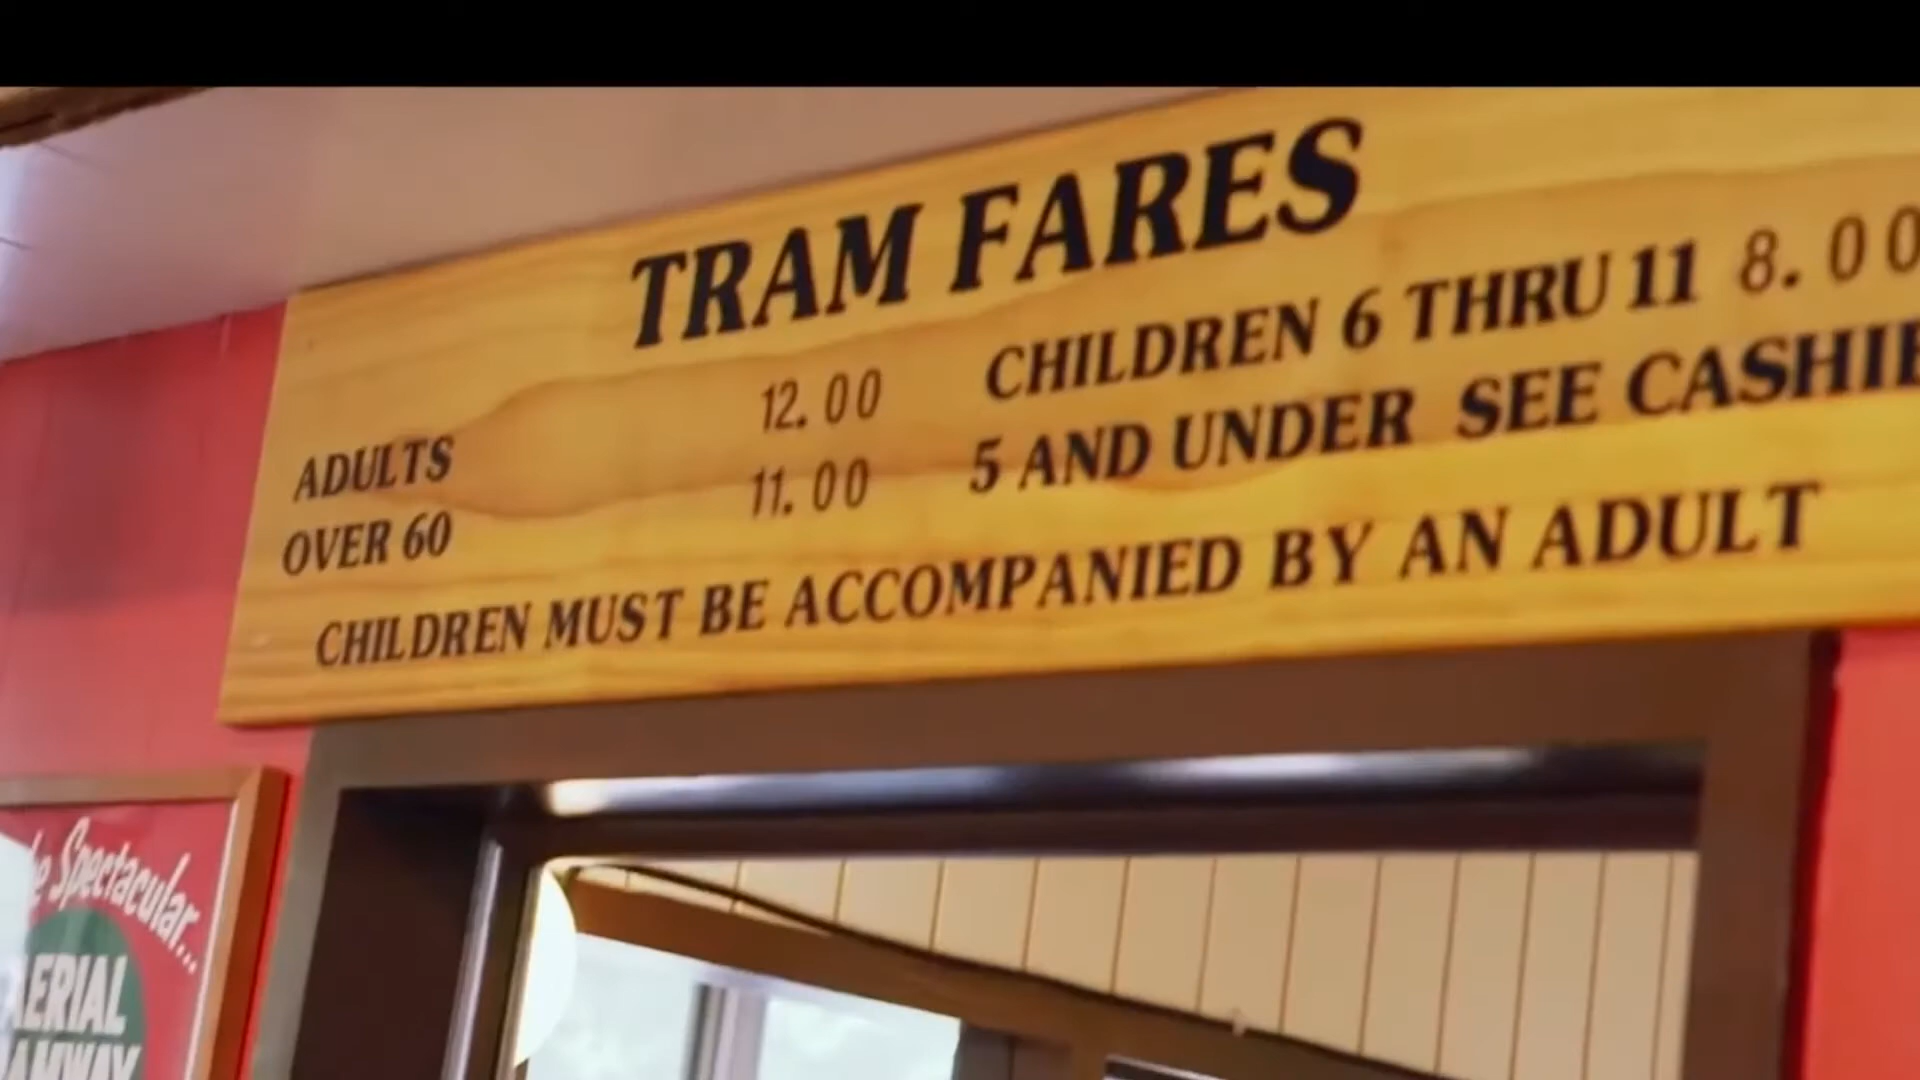 TRAM FARES
ADULTS 12.00 CHILDREN 6 THRU 11 8.00
OVER 60 11.00 5 AND UNDER SEE
CHILDREN MUST BE ACCOMPANIED BY AN ADULT
Spectacular...
AERIAL